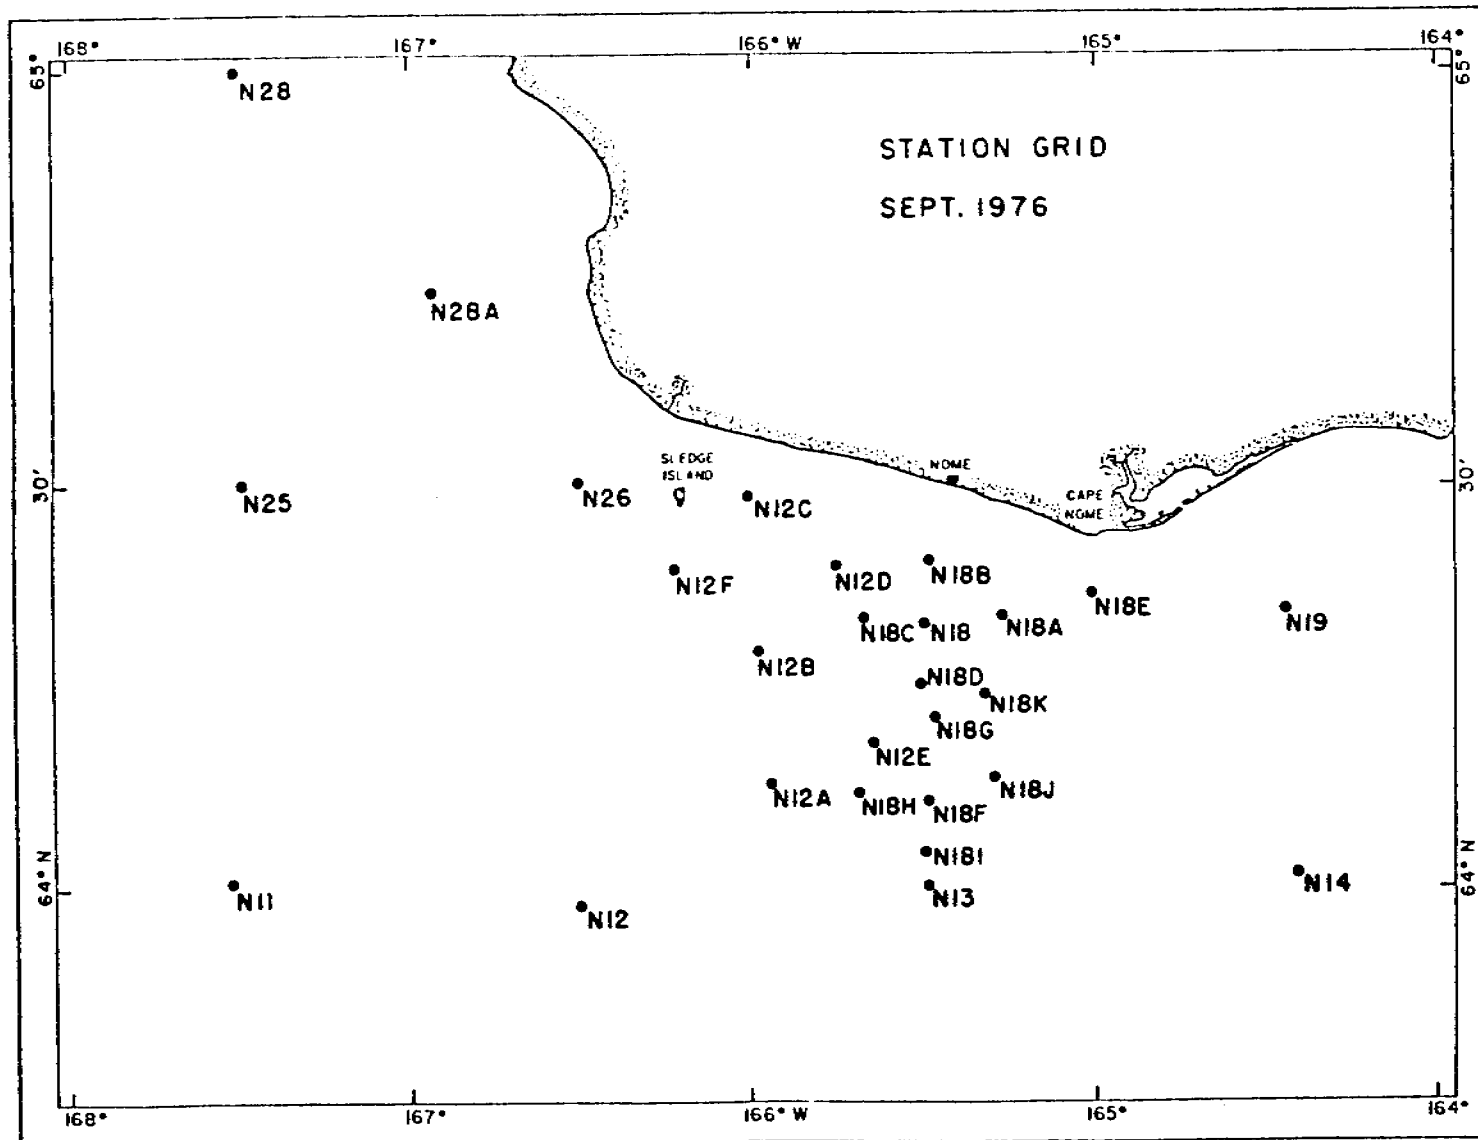 168°
167°
166° W
165°
164°
65°
65°
N28
STATION GRID
SEPT. 1976
N28A
SLEDGE
ISLAND
NOME
CAPE
NOME
30'
30'
N25
N26
N12C
N12F
N12D
N18B
N18E
N19
N18C
N18
N18A
N12B
N18D
N18K
N18G
N12E
N12A
N18H
N18F
N18J
N18I
64° N
64° N
N11
N12
N13
N14
168°
167°
166° W
165°
164°